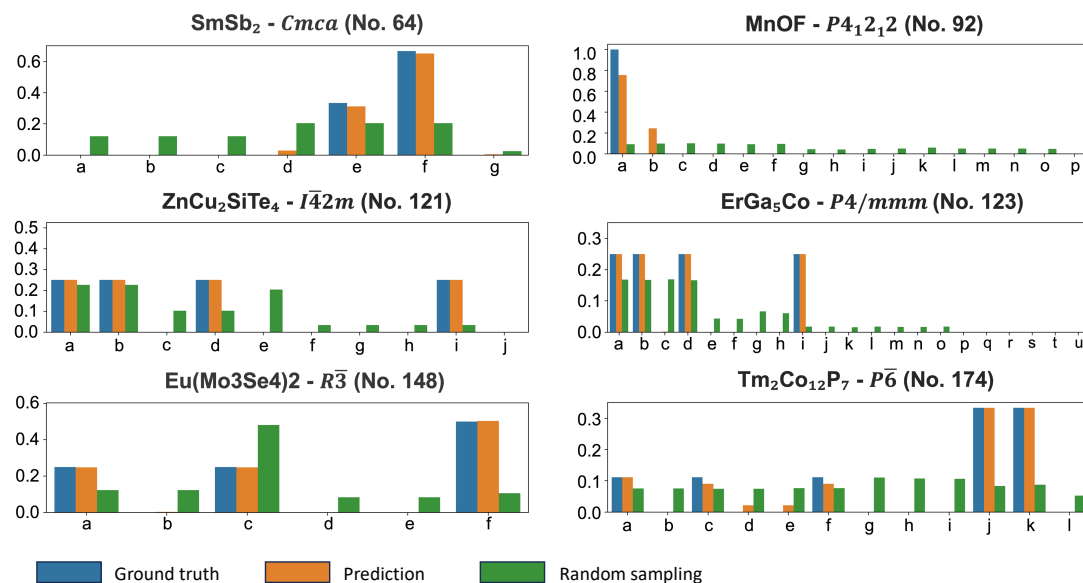 SmSb₂ - Cmca (No. 64)
0.6
0.4
0.2
0.0
a b c d e f g
MnOF - P4₁2₁2 (No. 92)
1.0
0.8
0.6
0.4
0.2
0.0
a b c d e f g h i j k l m n o p
ZnCu₂SiTe₄ - I4̅2m (No. 121)
0.5
0.4
0.3
0.2
0.1
0.0
a b c d e f g h i j
ErGa₅Co - P4/mmm (No. 123)
0.3
0.2
0.1
0.0
a b c d e f g h i j k l m n o p q r s t u
Eu(Mo3Se4)2 - R3̅ (No. 148)
0.6
0.4
0.2
0.0
a b c d e f
Tm₂Co₁₂P₇ - P6̅ (No. 174)
0.3
0.2
0.1
0.0
a b c d e f g h i j k l
Ground truth Prediction Random sampling